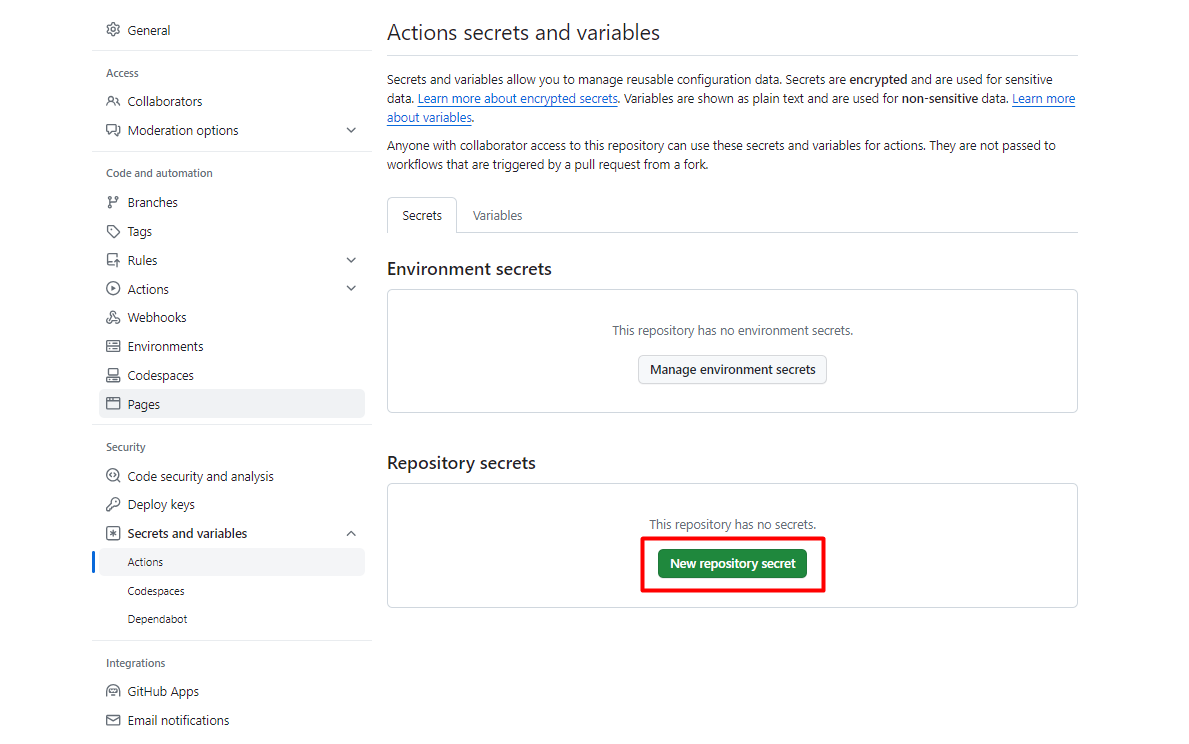 General
Access
Collaborators
Moderation options
Code and automation
Branches
Tags
Rules
Actions
Webhooks
Environments
Codespaces
Pages
Security
Code security and analysis
Deploy keys
Secrets and variables
Actions
Codespaces
Dependabot
Integrations
GitHub Apps
Email notifications
Actions secrets and variables
Secrets and variables allow you to manage reusable configuration data. Secrets are encrypted and are used for sensitive
data. Learn more about encrypted secrets. Variables are shown as plain text and are used for non-sensitive data. Learn more
about variables.
Anyone with collaborator access to this repository can use these secrets and variables for actions. They are not passed to
workflows that are triggered by a pull request from a fork.
Secrets
Variables
Environment secrets
This repository has no environment secrets.
Manage environment secrets
Repository secrets
This repository has no secrets.
New repository secret